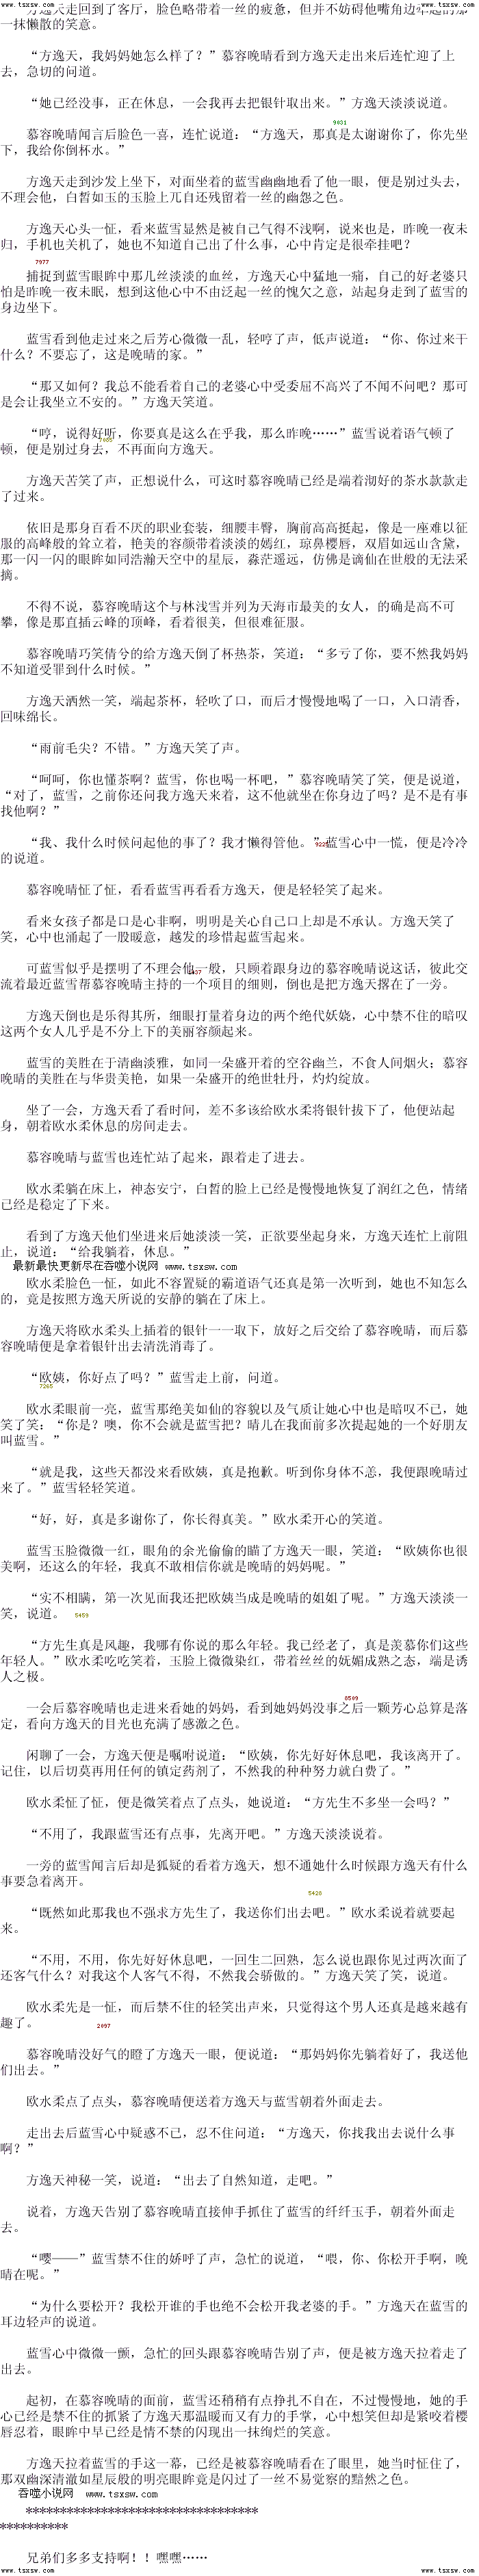 www.tsxsw.com www.tsxsw.com
方逸天走回到了客厅，脸色略带着一丝的疲惫，但并不妨碍他嘴角边
一抹懒散的笑意。
“方逸天，我妈妈她怎么样了？”慕容晚晴看到方逸天走出来后连忙迎了上
去，急切的问道。
“她已经没事，正在休息，一会我再去把银针取出来。”方逸天淡淡说道。
9031
慕容晚晴闻言后脸色一喜，连忙说道：“方逸天，那真是太谢谢你了，你先坐
下，我给你倒杯水。”
方逸天走到沙发上坐下，对面坐着的蓝雪幽幽地看了他一眼，便是别过头去，
不理会他，白皙如玉的玉脸上兀自还残留着一丝的幽怨之色。
方逸天心头一怔，看来蓝雪显然是被自己气得不浅啊，说来也是，昨晚一夜未
归，手机也关机了，她也不知道自己出了什么事，心中肯定是很牵挂吧？
7977
捕捉到蓝雪眼眸中那几丝淡淡的血丝，方逸天心中猛地一痛，自己的好老婆只
怕是昨晚一夜未眠，想到这他心中不由泛起一丝的愧欠之意，站起身走到了蓝雪的
身边坐下。
蓝雪看到他走过来之后芳心微微一乱，轻哼了声，低声说道：“你、你过来干
什么？不要忘了，这是晚晴的家。”
“那又如何？我总不能看着自己的老婆心中受委屈不高兴了不闻不问吧？那可
是会让我坐立不安的。”方逸天笑道。
“哼，说得好听，你要真是这么在乎我，那么昨晚……”蓝雪说着语气顿了
顿，便是别过身去，不再面向方逸天。
方逸天苦笑了声，正想说什么，可这时慕容晚晴已经是端着沏好的茶水款款走
了过来。
依旧是那身百看不厌的职业套装，细腰丰臀，胸前高高挺起，像是一座难以征
服的高峰般的耸立着，艳美的容颜带着淡淡的嫣红，琼鼻樱唇，双眉如远山含黛，
那一闪一闪的眼眸如同浩瀚天空中的星辰，淼茫遥远，仿佛是谪仙在世般的无法采
摘。
不得不说，慕容晚晴这个与林浅雪并列为天海市最美的女人，的确是高不可
攀，像是那直插云峰的顶峰，看着很美，但很难征服。
慕容晚晴巧笑倩兮的给方逸天倒了杯热茶，笑道：“多亏了你，要不然我妈妈
不知道受罪到什么时候。”
方逸天洒然一笑，端起茶杯，轻吹了口，而后才慢慢地喝了一口，入口清香，
回味绵长。
“雨前毛尖？不错。”方逸天笑了声。
“呵呵，你也懂茶啊？蓝雪，你也喝一杯吧，”慕容晚晴笑了笑，便是说道，
“对了，蓝雪，之前你还问我方逸天来着，这不他就坐在你身边了吗？是不是有事
找他啊？”
“我、我什么时候问起他的事了？我才懒得管他。”蓝雪心中一慌，便是冷冷
的说道。
慕容晚晴怔了怔，看看蓝雪再看看方逸天，便是轻轻笑了起来。
看来女孩子都是口是心非啊，明明是关心自己口上却是不承认。方逸天笑了
笑，心中也涌起了一股暖意，越发的珍惜起蓝雪起来。
可蓝雪似乎是摆明了不理会他一般，只顾着跟身边的慕容晚晴说这话，彼此交
流着最近蓝雪帮慕容晚晴主持的一个项目的细则，倒也是把方逸天撂在了一旁。
方逸天倒也是乐得其所，细眼打量着身边的两个绝代妖娆，心中禁不住的暗叹
这两个女人几乎是不分上下的美丽容颜起来。
蓝雪的美胜在于清幽淡雅，如同一朵盛开着的空谷幽兰，不食人间烟火；慕容
晚晴的美胜在与华贵美艳，如果一朵盛开的绝世牡丹，灼灼绽放。
坐了一会，方逸天看了看时间，差不多该给欧水柔将银针拔下了，他便站起
身，朝着欧水柔休息的房间走去。
慕容晚晴与蓝雪也连忙站了起来，跟着走了进去。
欧水柔躺在床上，神态安宁，白皙的脸上已经是慢慢地恢复了润红之色，情绪
已经是稳定了下来。
看到了方逸天他们坐进来后她淡淡一笑，正欲要坐起身来，方逸天连忙上前阻
止，说道：“给我躺着，休息。”
最新最快更新尽在吞噬小说网 www.tsxsw.com
欧水柔脸色一怔，如此不容置疑的霸道语气还真是第一次听到，她也不知怎么
的，竟是按照方逸天所说的安静的躺在了床上。
方逸天将欧水柔头上插着的银针一一取下，放好之后交给了慕容晚晴，而后慕
容晚晴便是拿着银针出去清洗消毒了。
“欧姨，你好点了吗？”蓝雪走上前，问道。
7265
欧水柔眼前一亮，蓝雪那绝美如仙的容貌以及气质让她心中也是暗叹不己，她
笑了笑：“你是？噢，你不会就是蓝雪把？晴儿在我面前多次提起她的一个好朋友
叫蓝雪。”
“就是我，这些天都没来看欧姨，真是抱歉。听到你身体不恙，我便跟晚晴过
来了。”蓝雪轻轻笑道。
“好，好，真是多谢你了，你长得真美。”欧水柔开心的笑道。
蓝雪玉脸微微一红，眼角的余光偷偷的瞄了方逸天一眼，笑道：“欧姨你也很
美啊，还这么的年轻，我真不敢相信你就是晚晴的妈妈呢。”
“实不相瞒，第一次见面我还把欧姨当成是晚晴的姐姐了呢。”方逸天淡淡一
笑，说道。 5459
“方先生真是风趣，我哪有你说的那么年轻。我已经老了，真是羡慕你们这些
年轻人。”欧水柔吃吃笑着，玉脸上微微染红，带着丝丝的妩媚成熟之态，端是诱
人之极。
8509
一会后慕容晚晴也走进来看她的妈妈，看到她妈妈没事之后一颗芳心总算是落
定，看向方逸天的目光也充满了感激之色。
闲聊了一会，方逸天便是嘱咐说道：“欧姨，你先好好休息吧，我该离开了。
记住，以后切莫再用任何的镇定药剂了，不然我的种种努力就白费了。”
欧水柔怔了怔，便是微笑着点了点头，她说道：“方先生不多坐一会吗？”
“不用了，我跟蓝雪还有点事，先离开吧。”方逸天淡淡说着。
一旁的蓝雪闻言后却是狐疑的看着方逸天，想不通她什么时候跟方逸天有什么
事要急着离开。
5428
“既然如此那我也不强求方先生了，我送你们出去吧。”欧水柔说着就要起
来。
“不用，不用，你先好好休息吧，一回生二回熟，怎么说也跟你见过两次面了
还客气什么？对我这个人客气不得，不然我会骄傲的。”方逸天笑了笑，说道。
欧水柔先是一怔，而后禁不住的轻笑出声来，只觉得这个男人还真是越来越有
趣了。 2097
慕容晚晴没好气的瞪了方逸天一眼，便说道：“那妈妈你先躺着好了，我送他
们出去。”
欧水柔点了点头，慕容晚晴便送着方逸天与蓝雪朝着外面走去。
走出去后蓝雪心中疑惑不己，忍不住问道：“方逸天，你找我出去说什么事
啊？”
方逸天神秘一笑，说道：“出去了自然知道，走吧。”
说着，方逸天告别了慕容晚晴直接伸手抓住了蓝雪的纤纤玉手，朝着外面走
去。
“嘤——”蓝雪禁不住的娇呼了声，急忙的说道，“喂，你、你松开手啊，晚
晴在呢。”
“为什么要松开？我松开谁的手也绝不会松开我老婆的手。”方逸天在蓝雪的
耳边轻声的说道。
蓝雪心中微微一颤，急忙的回头跟慕容晚晴告别了声，便是被方逸天拉着走了
出去。
起初，在慕容晚晴的面前，蓝雪还稍稍有点挣扎不自在，不过慢慢地，她的手
心已经是禁不住的抓紧了方逸天那温暖而又有力的手掌，心中想笑但却是紧咬着樱
唇忍着，眼眸中早已经是情不禁的闪现出一抹绚烂的笑意。
方逸天拉着蓝雪的手这一幕，已经是被慕容晚晴看在了眼里，她当时怔住了，
那双幽深清澈如星辰般的明亮眼眸竟是闪过了一丝不易觉察的黯然之色。
吞噬小说网 www.tsxsw.com
**********************************
**********
兄弟们多多支持啊！！嘿嘿……
www.tsxsw.com www.tsxsw.com